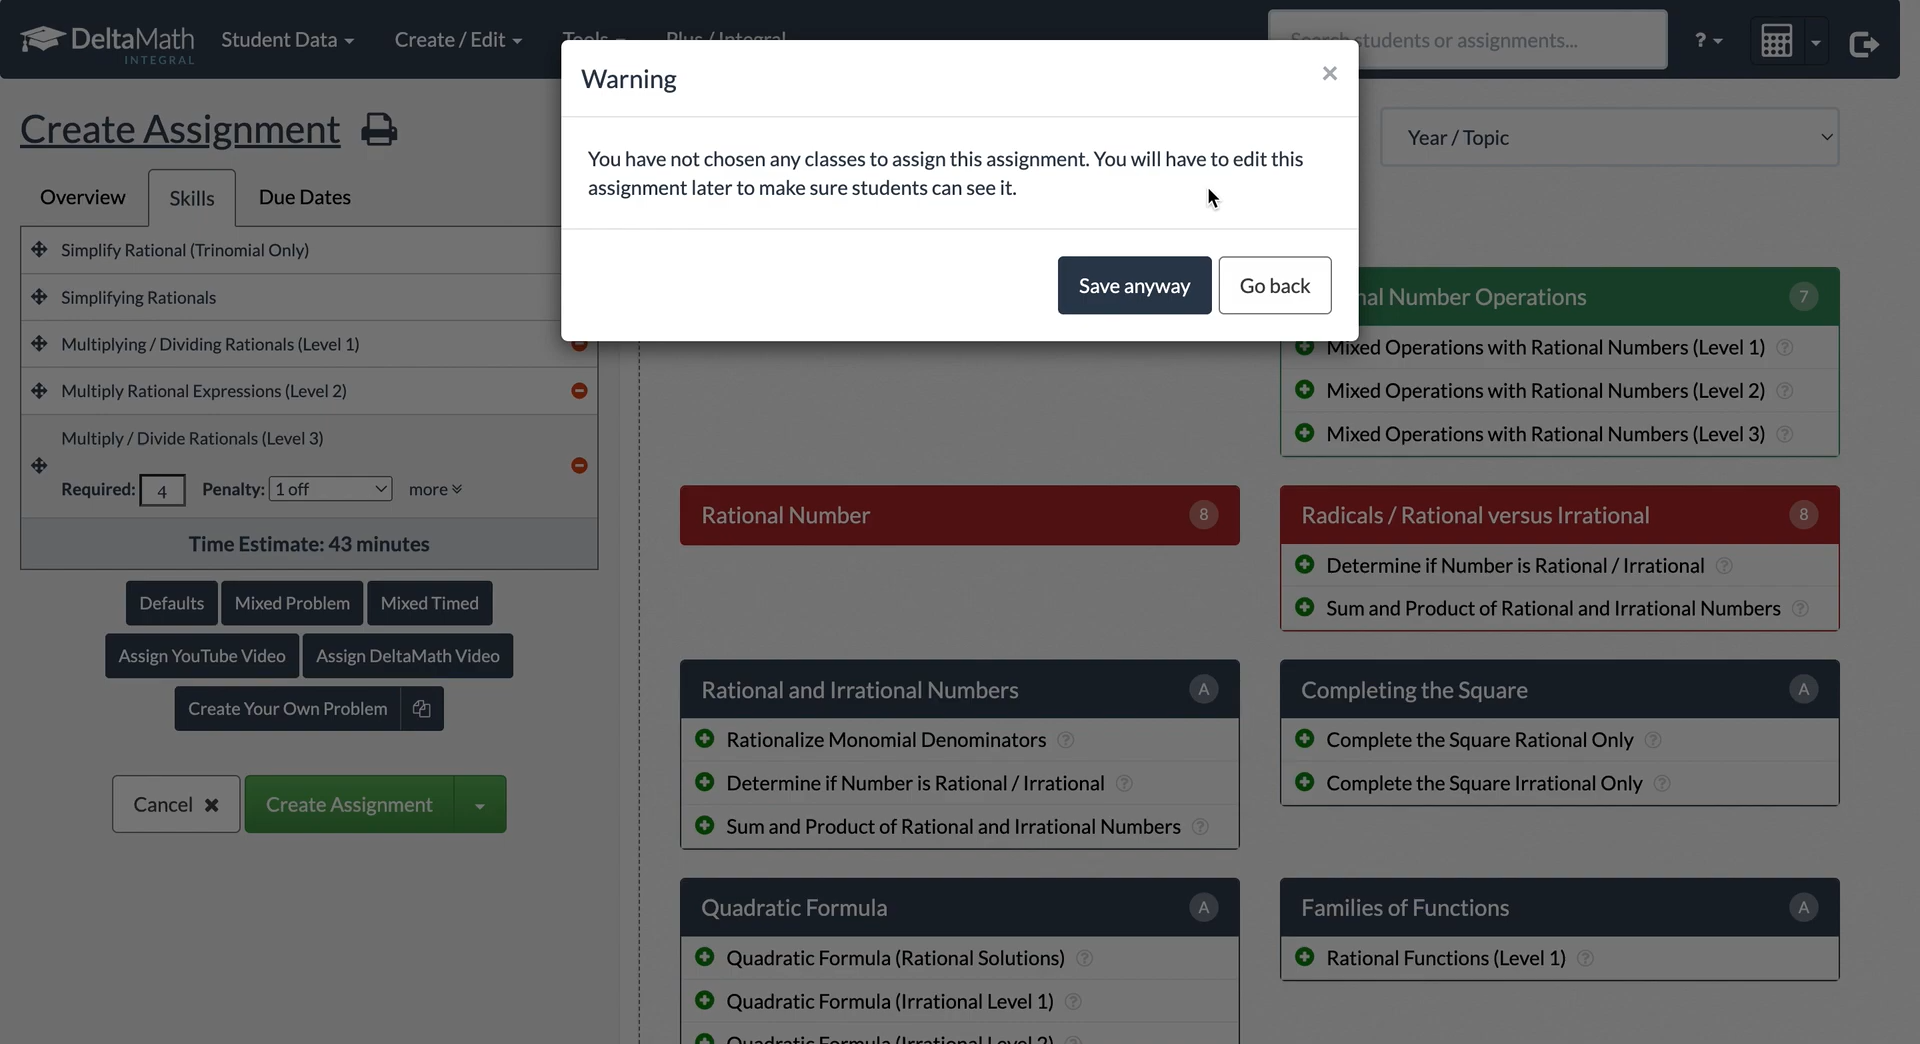 DeltaMath
INTEGRAL
Student Data
Create / Edit
Tools
Plus / Integral
Search students or assignments...
?
Warning
×
You have not chosen any classes to assign this assignment. You will have to edit this
assignment later to make sure students can see it.
Save anyway
Go back
Create Assignment
Overview
Skills
Due Dates
Simplify Rational (Trinomial Only)
Simplifying Rationals
Multiplying / Dividing Rationals (Level 1)
Multiply Rational Expressions (Level 2)
Multiply / Divide Rationals (Level 3)
Required: 4 Penalty: 1 off more
Time Estimate: 43 minutes
Defaults
Mixed Problem
Mixed Timed
Assign YouTube Video
Assign DeltaMath Video
Create Your Own Problem
Cancel ×
Create Assignment
Year / Topic
nal Number Operations 7
Mixed Operations with Rational Numbers (Level 1) ?
Mixed Operations with Rational Numbers (Level 2) ?
Mixed Operations with Rational Numbers (Level 3) ?
Rational Number 8
Radicals / Rational versus Irrational 8
Determine if Number is Rational / Irrational ?
Sum and Product of Rational and Irrational Numbers ?
Rational and Irrational Numbers A
Rationalize Monomial Denominators ?
Determine if Number is Rational / Irrational ?
Sum and Product of Rational and Irrational Numbers ?
Completing the Square A
Complete the Square Rational Only ?
Complete the Square Irrational Only ?
Quadratic Formula A
Quadratic Formula (Rational Solutions) ?
Quadratic Formula (Irrational Level 1) ?
Quadratic Formula (Irrational Level 2) ?
Families of Functions A
Rational Functions (Level 1) ?